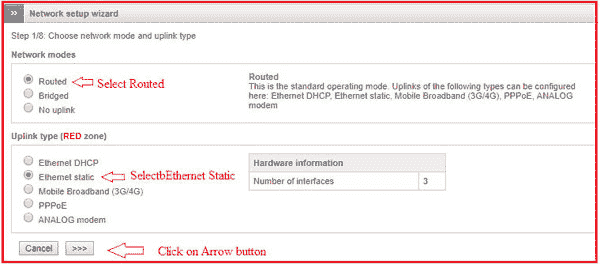 » Network setup wizard
Step 1/8: Choose network mode and uplink type
Network modes
Routed
Select Routed
Bridged
No uplink
Routed
This is the standard operating mode. Uplinks of the following types can be configured
here: Ethernet DHCP, Ethernet static, Mobile Broadband (3G/4G), PPPoE, ANALOG
modem
Uplink type (RED zone)
Ethernet DHCP
Ethernet static
SelectbEthernet Static
Mobile Broadband (3G/4G)
PPPoE
ANALOG modem
Hardware information
Number of interfaces 3
Cancel >>> Click on Arrow button